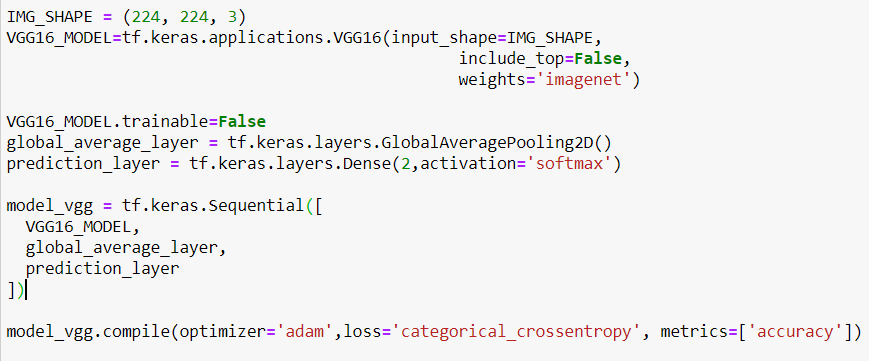 IMG_SHAPE = (224, 224, 3)
VGG16_MODEL=tf.keras.applications.VGG16(input_shape=IMG_SHAPE,
                                               include_top=False,
                                               weights='imagenet')

VGG16_MODEL.trainable=False
global_average_layer = tf.keras.layers.GlobalAveragePooling2D()
prediction_layer = tf.keras.layers.Dense(2,activation='softmax')

model_vgg = tf.keras.Sequential([
  VGG16_MODEL,
  global_average_layer,
  prediction_layer
])

model_vgg.compile(optimizer='adam',loss='categorical_crossentropy', metrics=['accuracy'])